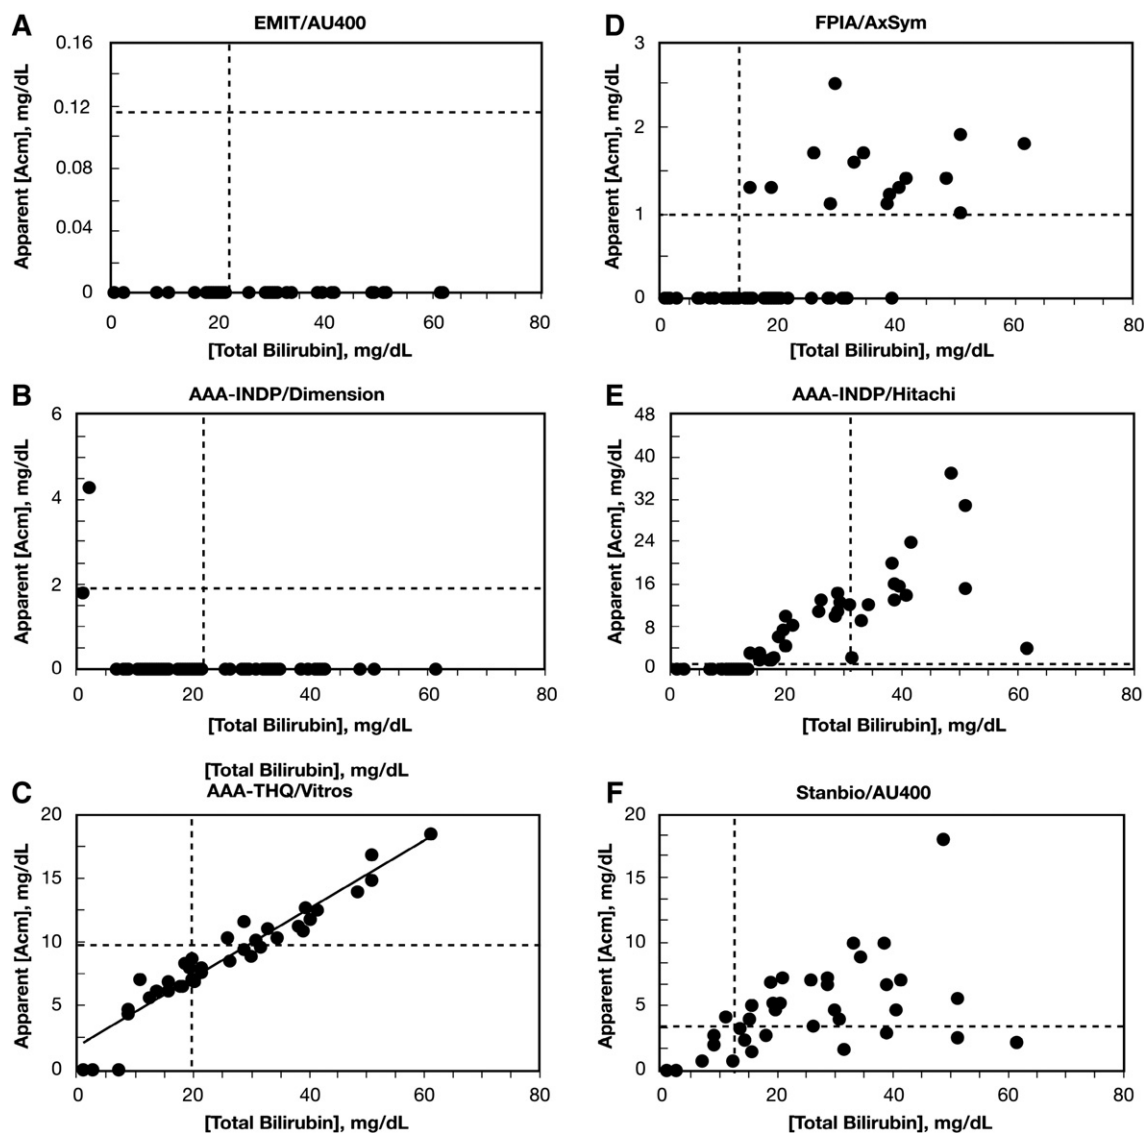 A
EMIT/AU400
0.16
0.12
0.08
0.04
0
Apparent [Acm], mg/dL
0 20 40 60 80
[Total Bilirubin], mg/dL
D
FPIA/AxSym
3
2
1
0
Apparent [Acm], mg/dL
0 20 40 60 80
[Total Bilirubin], mg/dL
B
AAA-INDP/Dimension
6
4
2
0
Apparent [Acm], mg/dL
0 20 40 60 80
[Total Bilirubin], mg/dL
E
AAA-INDP/Hitachi
48
40
32
24
16
8
0
Apparent [Acm], mg/dL
0 20 40 60 80
[Total Bilirubin], mg/dL
[Total Bilirubin], mg/dL
C
AAA-THQ/Vitros
20
15
10
5
0
Apparent [Acm], mg/dL
0 20 40 60 80
[Total Bilirubin], mg/dL
F
Stanbio/AU400
20
15
10
5
0
Apparent [Acm], mg/dL
0 20 40 60 80
[Total Bilirubin], mg/dL